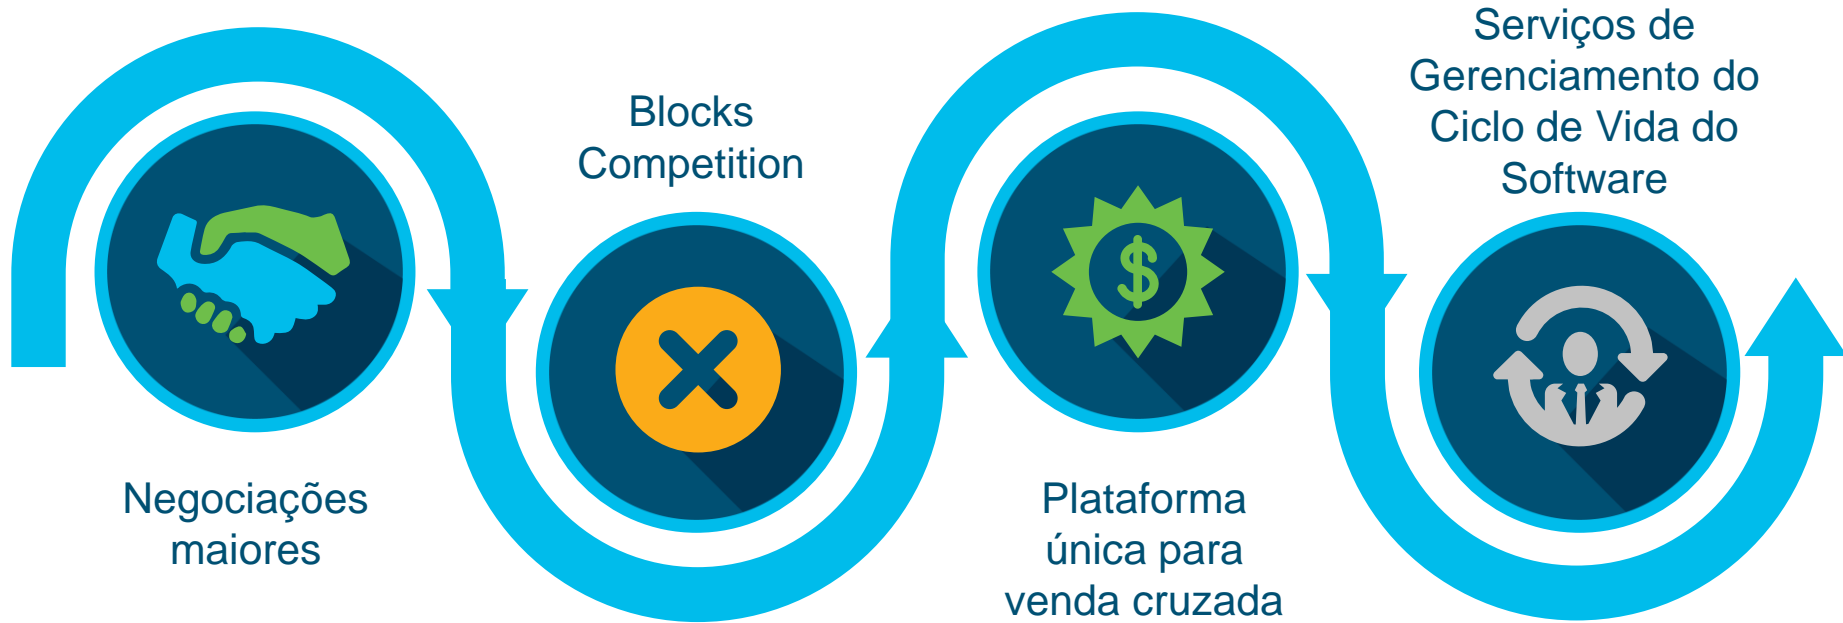 Negociações
maiores
Blocks
Competition
Plataforma
única para
venda cruzada
Serviços de
Gerenciamento do
Ciclo de Vida do
Software